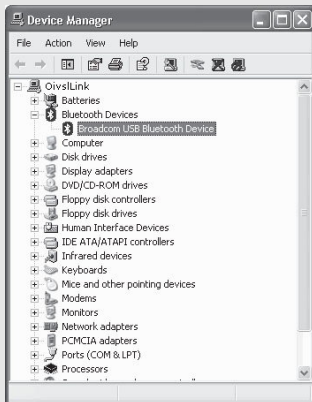 Device Manager
File Action View Help
OivslLink
Batteries
Bluetooth Devices
Broadcom USB Bluetooth Device
Computer
Disk drives
Display adapters
DVD/CD-ROM drives
Floppy disk controllers
Floppy disk drives
Human Interface Devices
IDE ATA/ATAPI controllers
Infrared devices
Keyboards
Mice and other pointing devices
Modems
Monitors
Network adapters
PCMCIA adapters
Ports (COM & LPT)
Processors